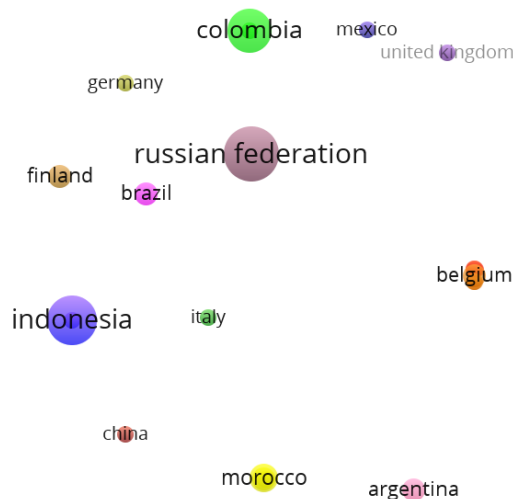 colombia
mexico
united kingdom
germany
russian federation
finland
brazil
belgium
indonesia
italy
china
morocco
argentina